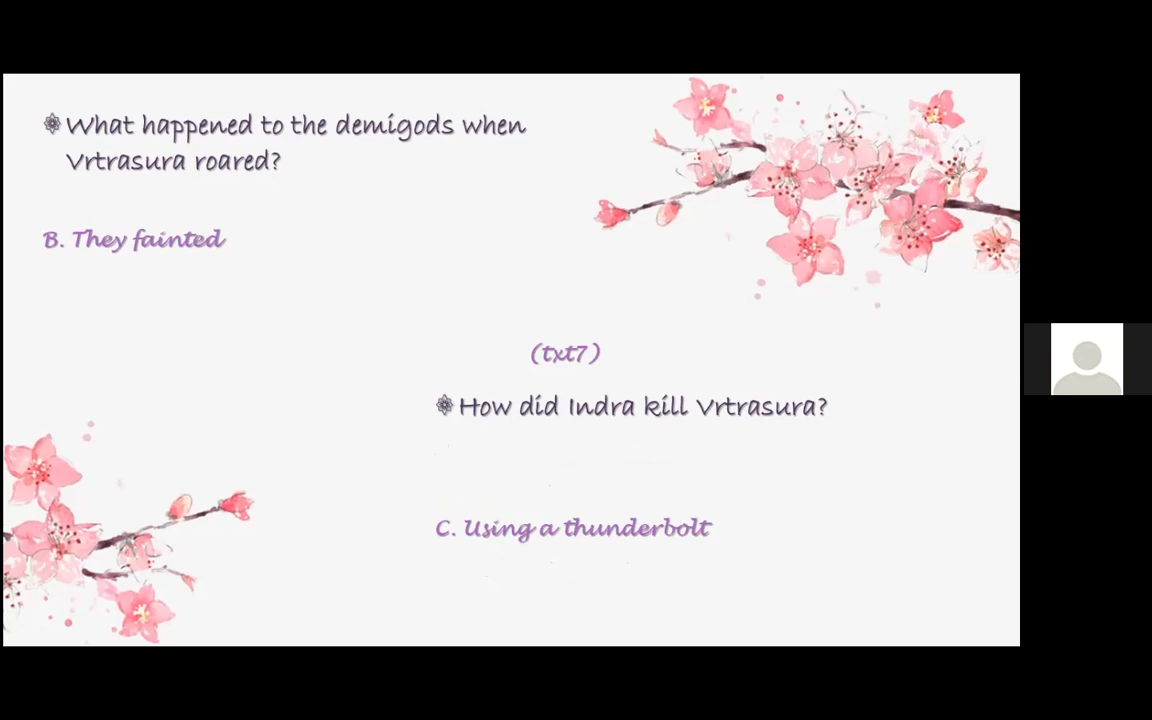 What happened to the demigods when
Vrtrasura roared?
B. They fainted
(txt7)
How did Indra kill Vrtrasura?
C. Using a thunderbolt